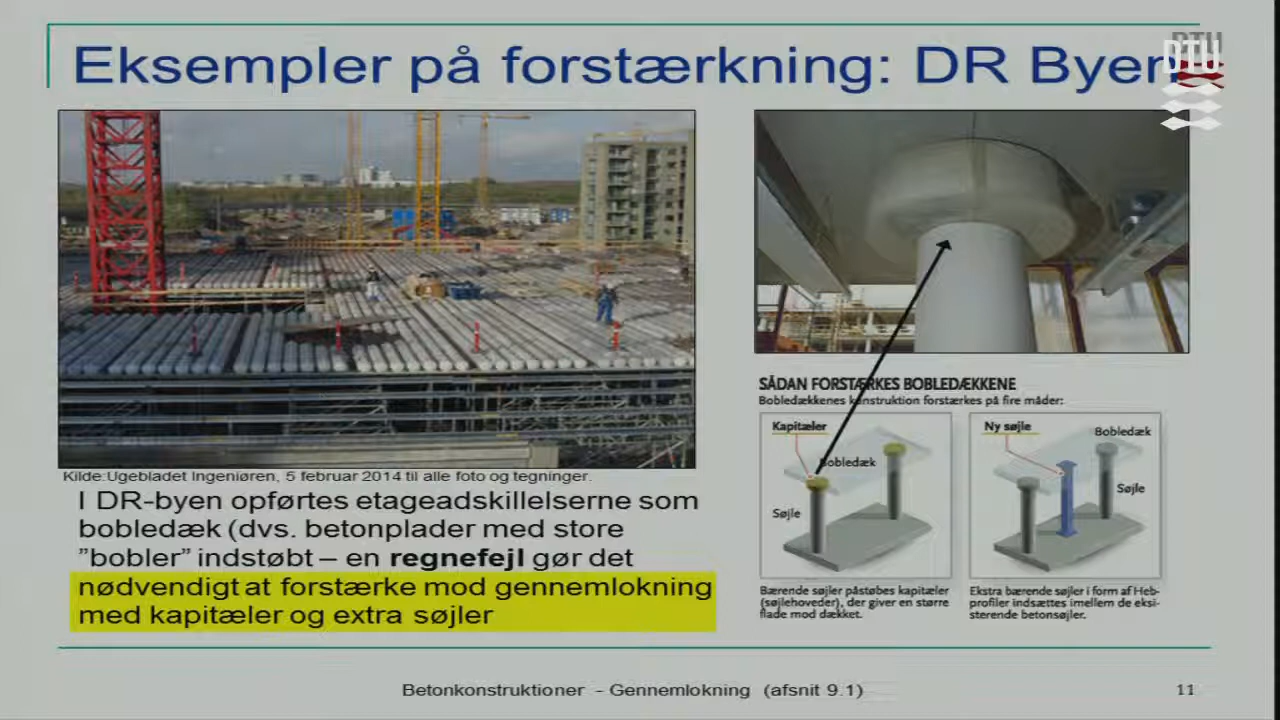 Eksempler på forstærkning: DR Byen
DTU
Kilde:Ugebladet Ingeniøren, 5 februar 2014 til alle foto og tegninger.
I DR-byen opførtes etageadskillelserne som
bobledæk (dvs. betonplader med store
”bobler” indstøbt – en regnefejl gør det
nødvendigt at forstærke mod gennemlokning
med kapitæler og extra søjler
SÅDAN FORSTÆRKES BOBLEDÆKKENE
Bobledækkenes konstruktion forstærkes på fire måder:
Kapitæler
Bobledæk
Søjle
Bærende søjler påstøbes kapitæler
(søjlehoveder), der giver en større
flade mod dækket.
Ny søjle
Bobledæk
Søjle
Ekstra bærende søjler i form af Heb-
profiler indsættes imellem de eksi-
sterende betonsøjler.
Betonkonstruktioner - Gennemlokning (afsnit 9.1)
11